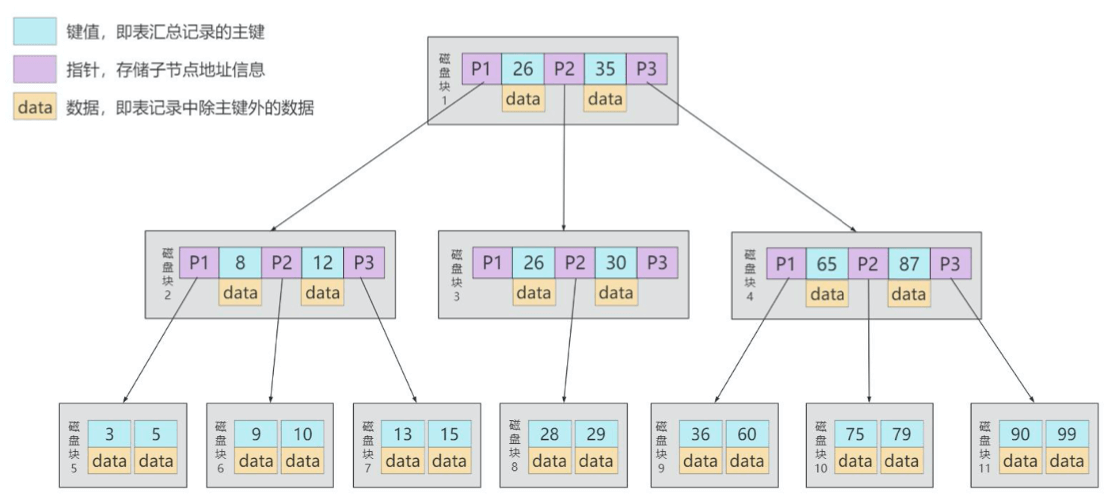 键值，即表汇总记录的主键
指针，存储子节点地址信息
data 数据，即表记录中除主键外的数据
磁盘块1
P1 26 P2 35 P3
data data
磁盘块2
P1 8 P2 12 P3
data data
磁盘块3
P1 26 P2 30 P3
data data
磁盘块4
P1 65 P2 87 P3
data data
磁盘块5
3 5
data data
磁盘块6
9 10
data data
磁盘块7
13 15
data data
磁盘块8
28 29
data data
磁盘块9
36 60
data data
磁盘块10
75 79
data data
磁盘块11
90 99
data data